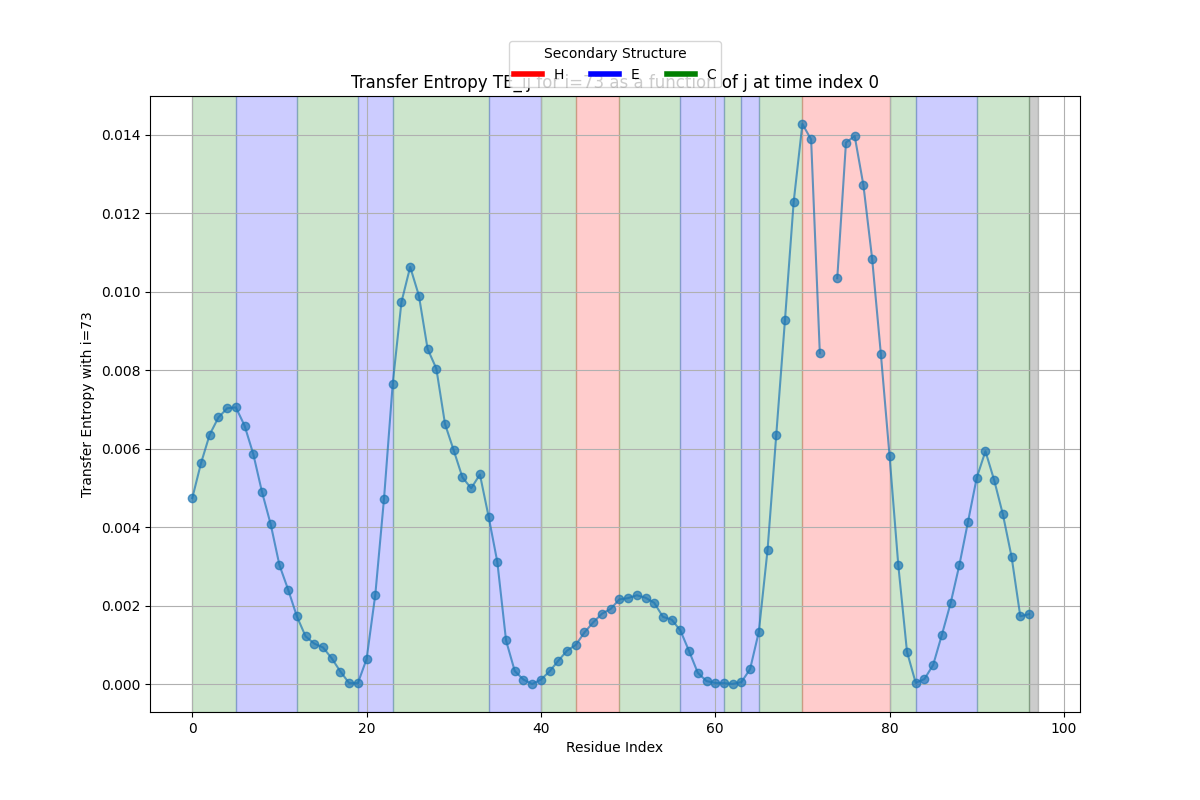 Secondary Structure
H E C
Transfer Entropy TE_ij for i=73 as a function of j at time index 0
0.014
0.012
0.010
0.008
0.006
0.004
0.002
0.000
Transfer Entropy with i=73
0 20 40 60 80 100
Residue Index